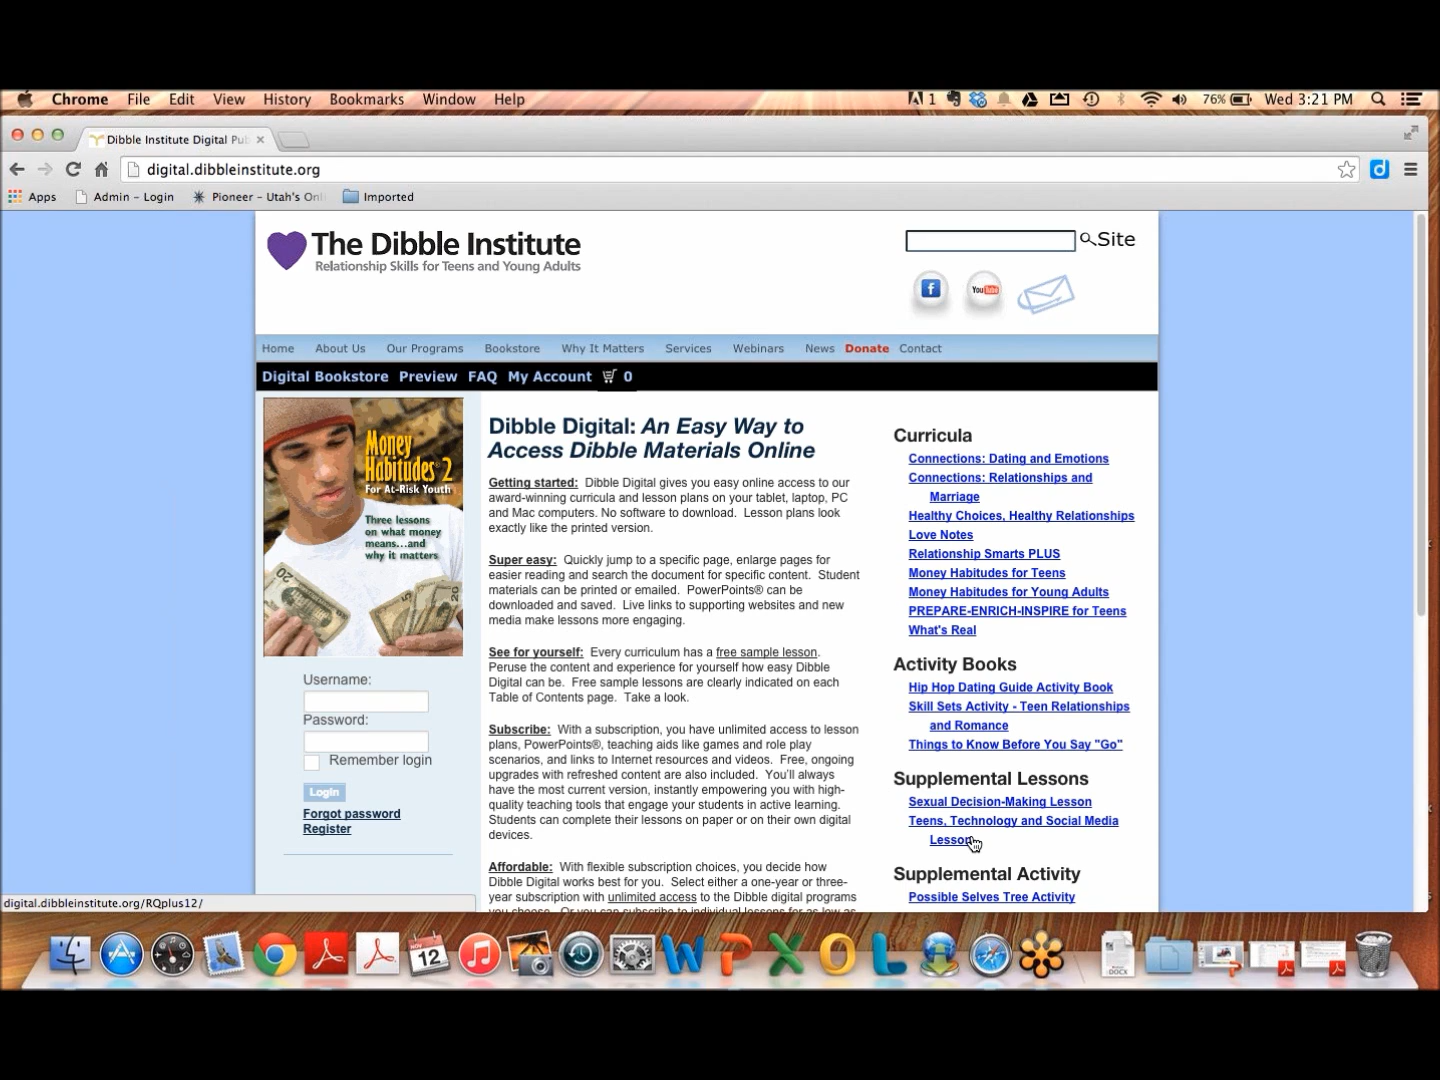 Chrome File Edit View History Bookmarks Window Help 1 76% Wed 3:21 PM
Dibble Institute Digital Pub
digital.dibbleinstitute.org
Apps Admin - Login Pioneer - Utah's Onl Imported
The Dibble Institute
Relationship Skills for Teens and Young Adults
Site
You Tube
Home About Us Our Programs Bookstore Why It Matters Services Webinars News Donate Contact
Digital Bookstore Preview FAQ My Account 0
Money
Habitudes® 2
For At-Risk Youth
Three lessons
on what money
means...and
why it matters
Username:
Password:
Remember login
Login
Forgot password
Register
Dibble Digital: An Easy Way to
Access Dibble Materials Online
Getting started: Dibble Digital gives you easy online access to our
award-winning curricula and lesson plans on your tablet, laptop, PC
and Mac computers. No software to download. Lesson plans look
exactly like the printed version.
Super easy: Quickly jump to a specific page, enlarge pages for
easier reading and search the document for specific content. Student
materials can be printed or emailed. PowerPoints® can be
downloaded and saved. Live links to supporting websites and new
media make lessons more engaging.
See for yourself: Every curriculum has a free sample lesson.
Peruse the content and experience for yourself how easy Dibble
Digital can be. Free sample lessons are clearly indicated on each
Table of Contents page. Take a look.
Subscribe: With a subscription, you have unlimited access to lesson
plans, PowerPoints®, teaching aids like games and role play
scenarios, and links to Internet resources and videos. Free, ongoing
upgrades with refreshed content are also included. You'll always
have the most current version, instantly empowering you with high-
quality teaching tools that engage your students in active learning.
Students can complete their lessons on paper or on their own digital
devices.
Affordable: With flexible subscription choices, you decide how
Dibble Digital works best for you. Select either a one-year or three-
year subscription with unlimited access to the Dibble digital programs
you choose. Or you can subscribe to individual lessons for as low as
Curricula
Connections: Dating and Emotions
Connections: Relationships and
Marriage
Healthy Choices, Healthy Relationships
Love Notes
Relationship Smarts PLUS
Money Habitudes for Teens
Money Habitudes for Young Adults
PREPARE-ENRICH-INSPIRE for Teens
What's Real
Activity Books
Hip Hop Dating Guide Activity Book
Skill Sets Activity - Teen Relationships
and Romance
Things to Know Before You Say "Go"
Supplemental Lessons
Sexual Decision-Making Lesson
Teens, Technology and Social Media
Lesson
Supplemental Activity
Possible Selves Tree Activity
digital.dibbleinstitute.org/RQplus12/
NOV
12
DOCX